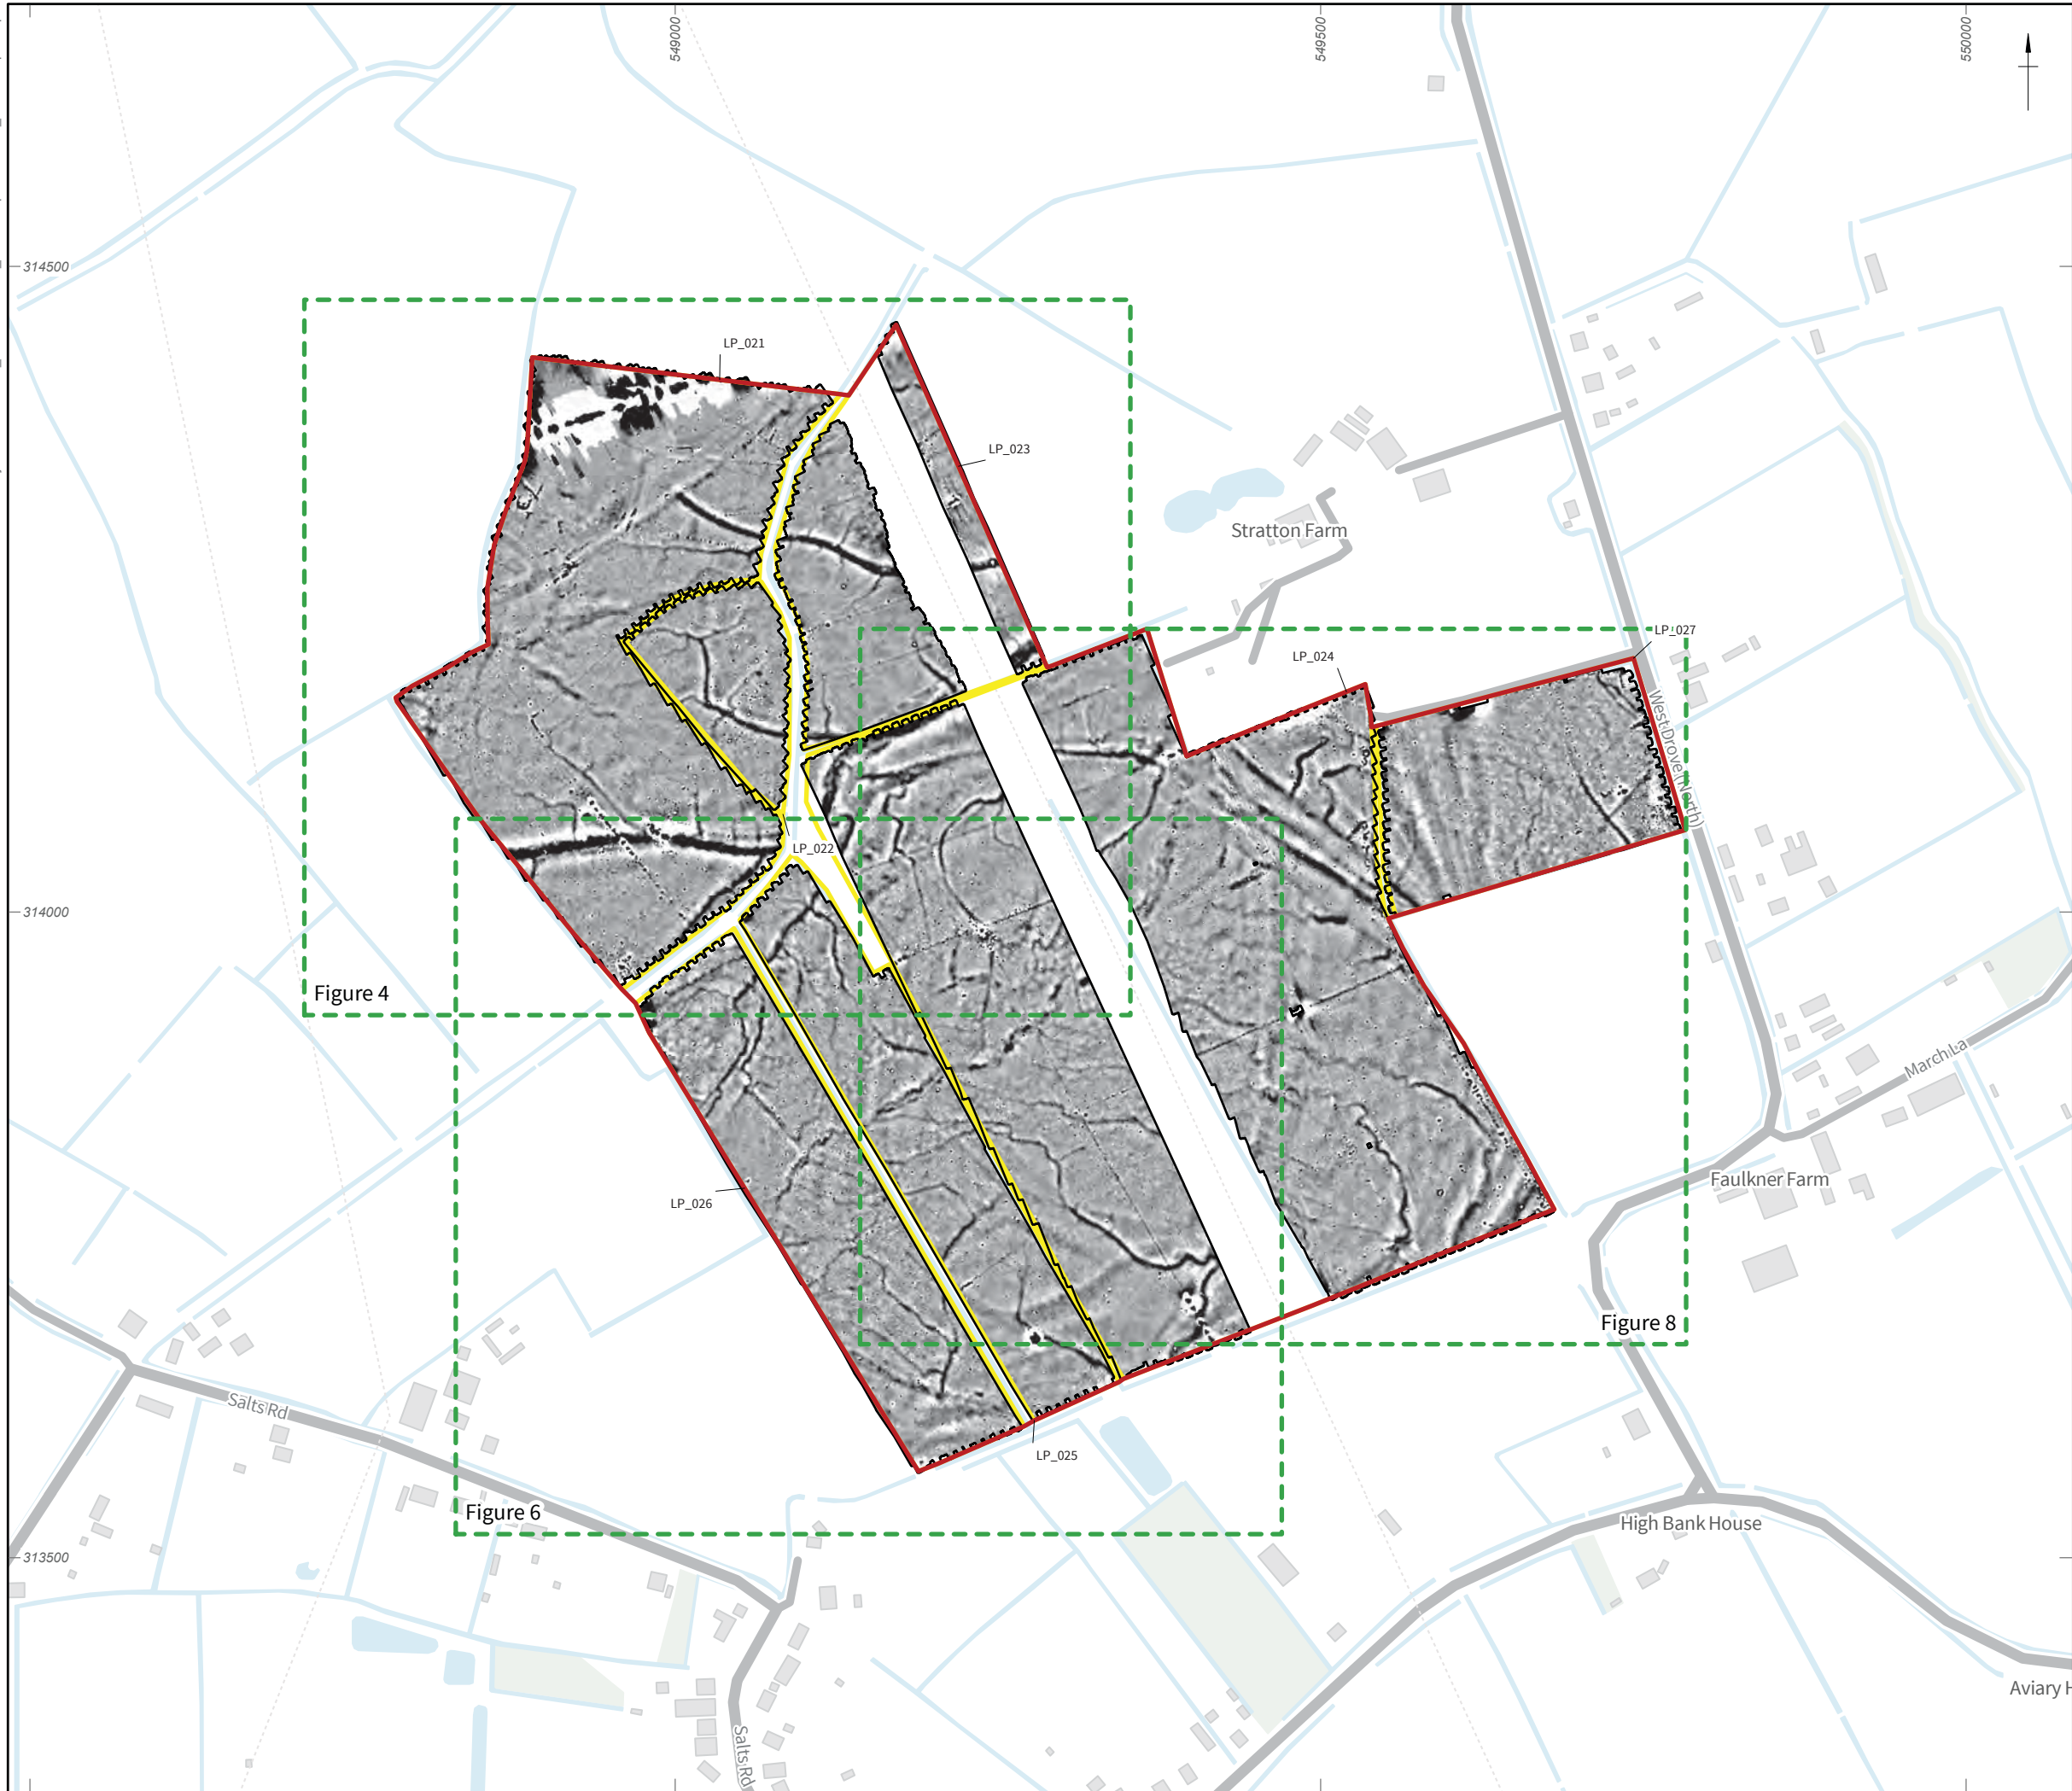 549000
549500
550000
314500
LP_021
LP_023
Stratton Farm
LP_027
LP_024
West Drove (North)
LP_022
314000
Figure 4
March La
Faulkner Farm
LP_026
Figure 8
Salts Rd
LP_025
Figure 6
High Bank House
313500
Aviary H
Salts Rd